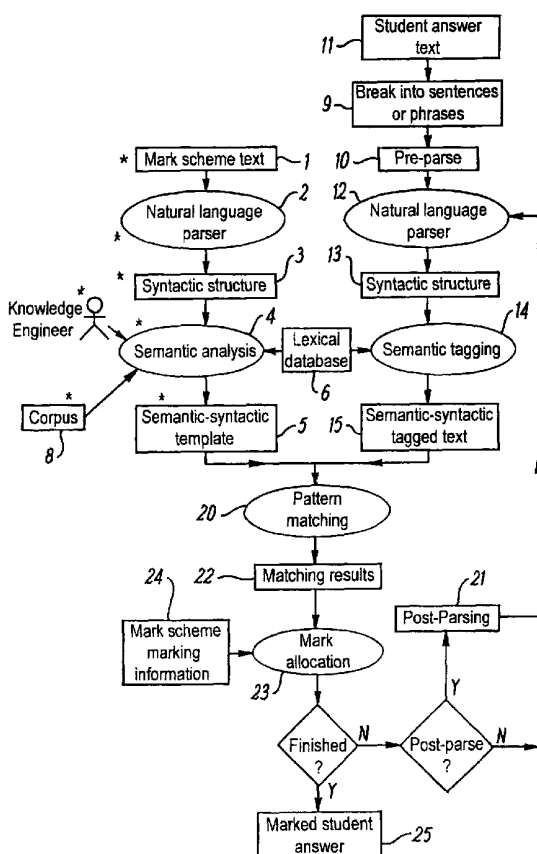 Student answer
text
11
Break into sentences
or phrases
9
* Mark scheme text
1
10
Pre-parse
Natural language
parser
2
*
12
Natural language
parser
*
Syntactic structure
3
13
Syntactic structure
*
Knowledge
Engineer
*
Semantic analysis
4
Lexical
database
6
Semantic tagging
14
*
Corpus
8
*
Semantic-syntactic
template
5
15
Semantic-syntactic
tagged text
20
Pattern
matching
22
Matching results
24
Mark scheme
marking
information
Mark
allocation
23
21
Post-Parsing
Y
Finished
?
N
Post-parse
?
N
Y
Marked student
answer
25